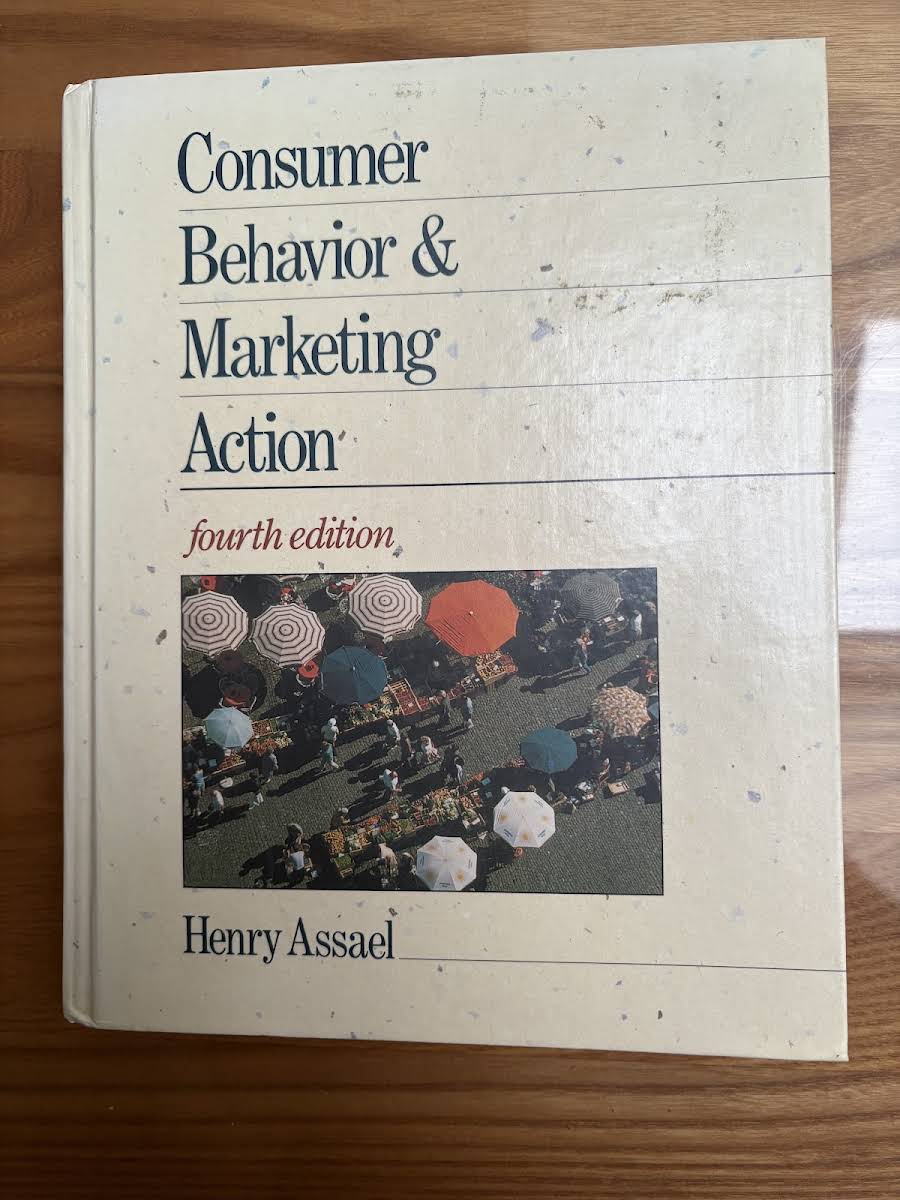 Consumer
Behavior &
Marketing
Action
fourth edition
Henry Assael